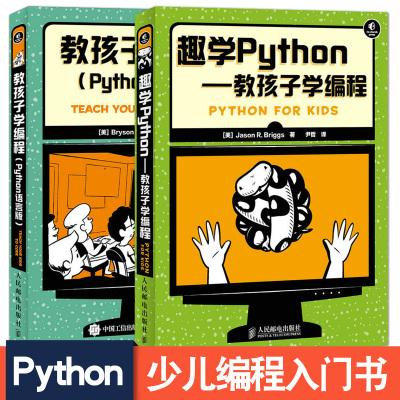 教孩子学编程
（Python语言版）
TEACH YOUR KIDS
TO CODE
人民邮电出版社
教孩子
（Pytho
TEACH YOU
［美］Bryson
中国工信出版
趣学Python——教孩子学编程
PYTHON
FOR KIDS
人民邮电出版社
趣学Python
——教孩子学编程
PYTHON FOR KIDS
［美］Jason R. Briggs 著 尹哲 译
人民邮电出版社
Python
少儿编程入门书